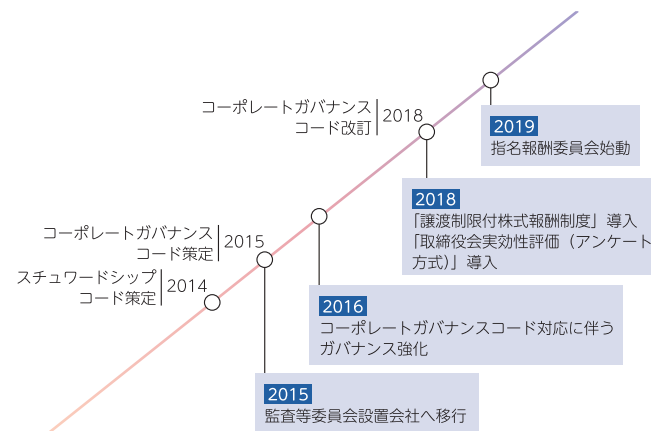 コーポレートガバナンス
コード改訂
2018
2019
指名報酬委員会始動
2018
「譲渡制限付株式報酬制度」導入
「取締役会実効性評価（アンケート
方式）」導入
コーポレートガバナンス
コード策定
2015
スチュワードシップ
コード策定
2014
2016
コーポレートガバナンスコード対応に伴う
ガバナンス強化
2015
監査等委員会設置会社へ移行